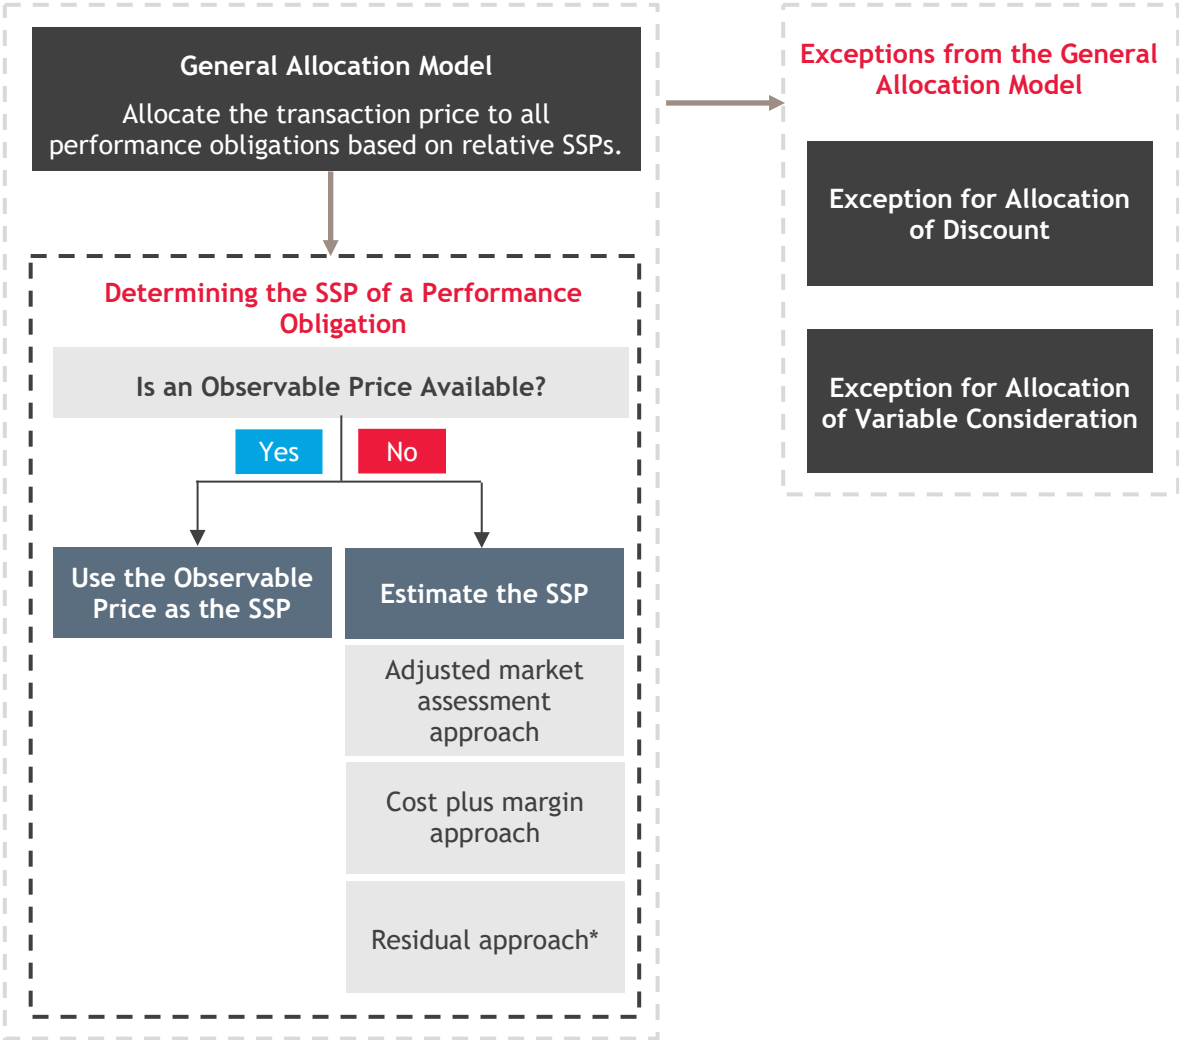 General Allocation Model
Allocate the transaction price to all
performance obligations based on relative SSPs.
Determining the SSP of a Performance
Obligation
Is an Observable Price Available?
Yes
No
Use the Observable
Price as the SSP
Estimate the SSP
Adjusted market
assessment
approach
Cost plus margin
approach
Residual approach*
Exceptions from the General
Allocation Model
Exception for Allocation
of Discount
Exception for Allocation
of Variable Consideration